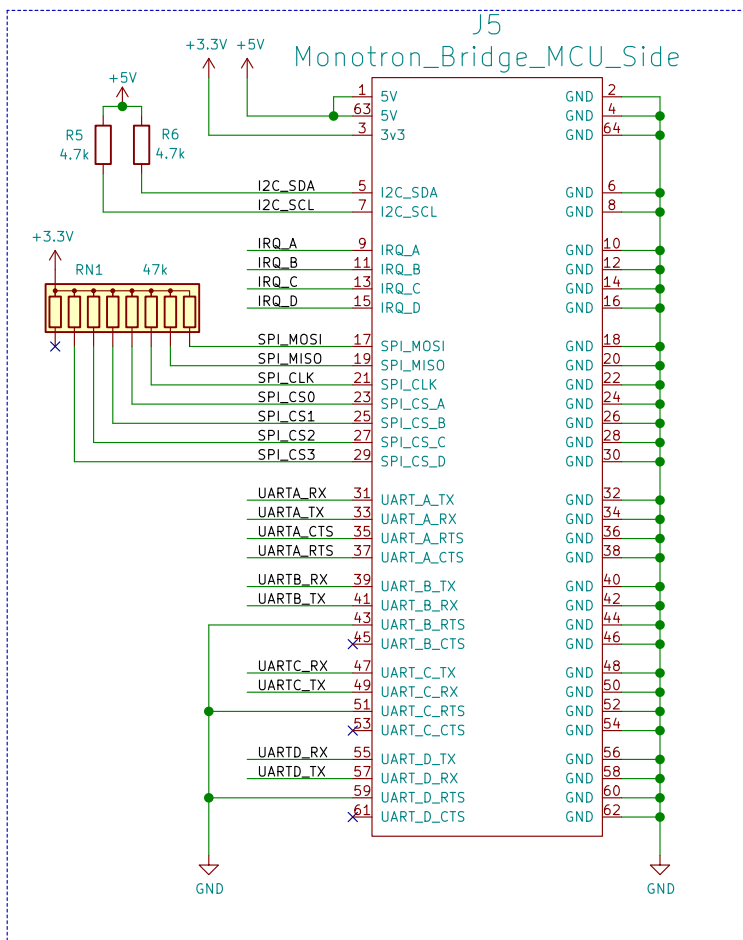 J5
Monotron_Bridge_MCU_Side
+3.3V +5V
+5V
R5 4.7k
R6 4.7k
1 5V GND 2
63 5V GND 4
3 3v3 GND 64
I2C_SDA 5 I2C_SDA GND 6
I2C_SCL 7 I2C_SCL GND 8
+3.3V
RN1 47k
IRQ_A 9 IRQ_A GND 10
IRQ_B 11 IRQ_B GND 12
IRQ_C 13 IRQ_C GND 14
IRQ_D 15 IRQ_D GND 16
SPI_MOSI 17 SPI_MOSI GND 18
SPI_MISO 19 SPI_MISO GND 20
SPI_CLK 21 SPI_CLK GND 22
SPI_CS0 23 SPI_CS_A GND 24
SPI_CS1 25 SPI_CS_B GND 26
SPI_CS2 27 SPI_CS_C GND 28
SPI_CS3 29 SPI_CS_D GND 30
UARTA_RX 31 UART_A_TX GND 32
UARTA_TX 33 UART_A_RX GND 34
UARTA_CTS 35 UART_A_RTS GND 36
UARTA_RTS 37 UART_A_CTS GND 38
UARTB_RX 39 UART_B_TX GND 40
UARTB_TX 41 UART_B_RX GND 42
43 UART_B_RTS GND 44
45 UART_B_CTS GND 46
UARTC_RX 47 UART_C_TX GND 48
UARTC_TX 49 UART_C_RX GND 50
51 UART_C_RTS GND 52
53 UART_C_CTS GND 54
UARTD_RX 55 UART_D_TX GND 56
UARTD_TX 57 UART_D_RX GND 58
59 UART_D_RTS GND 60
61 UART_D_CTS GND 62
GND GND